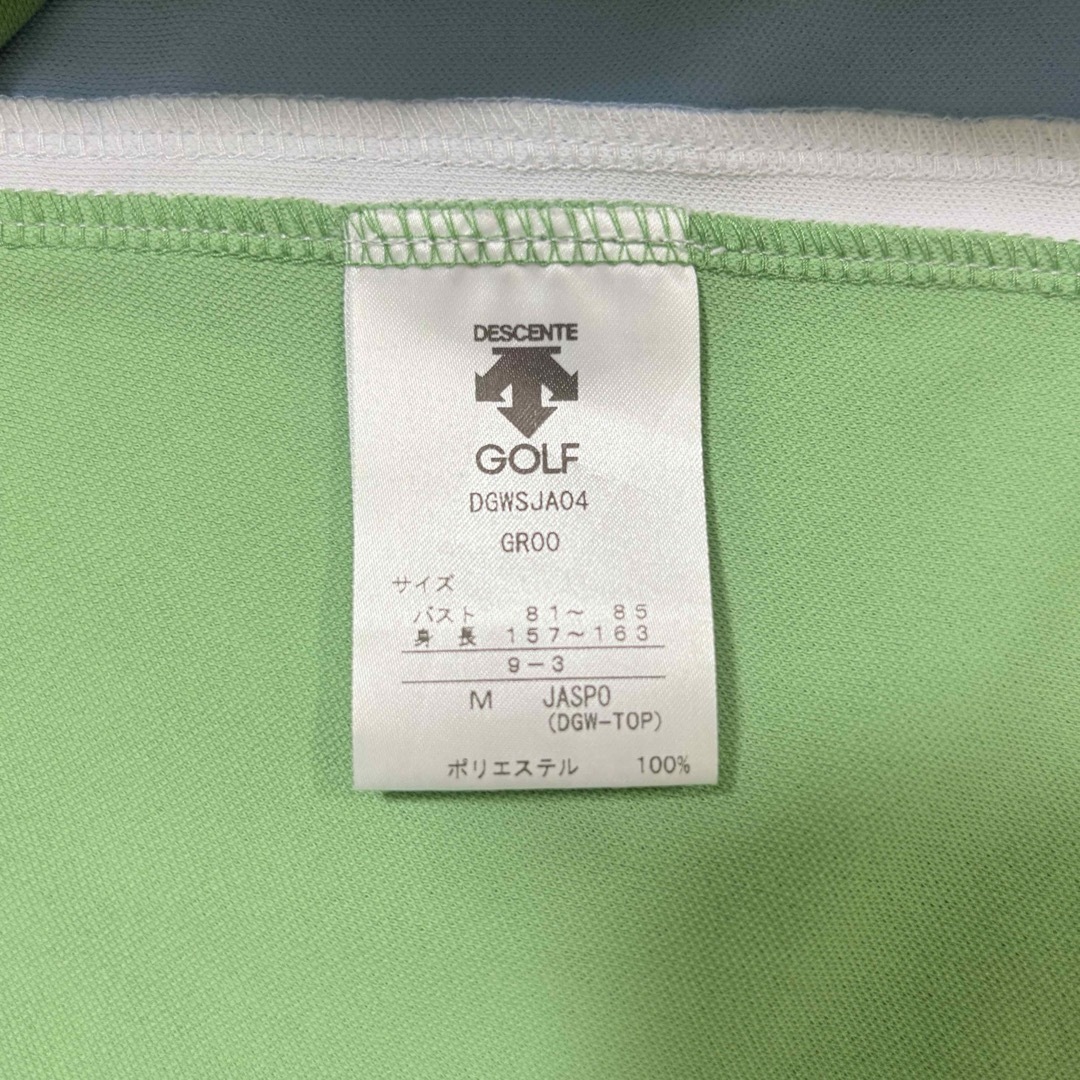 DESCENTE
GOLF
DGWSJA04
GR00
サイズ
バスト 81〜 85
身 長 157〜163
9-3
M JASPO
(DGW-TOP)
ポリエステル 100%